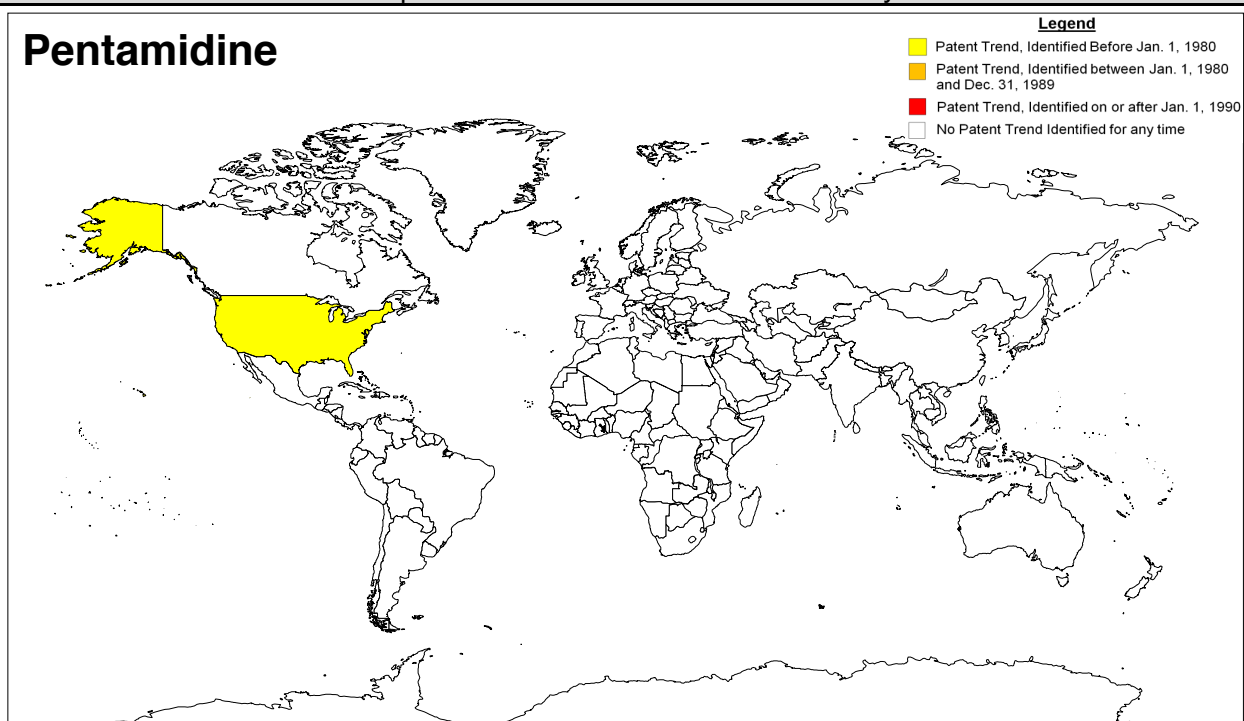 Pentamidine
Legend
Patent Trend, Identified Before Jan. 1, 1980
Patent Trend, Identified between Jan. 1, 1980
and Dec. 31, 1989
Patent Trend, Identified on or after Jan. 1, 1990
No Patent Trend Identified for any time